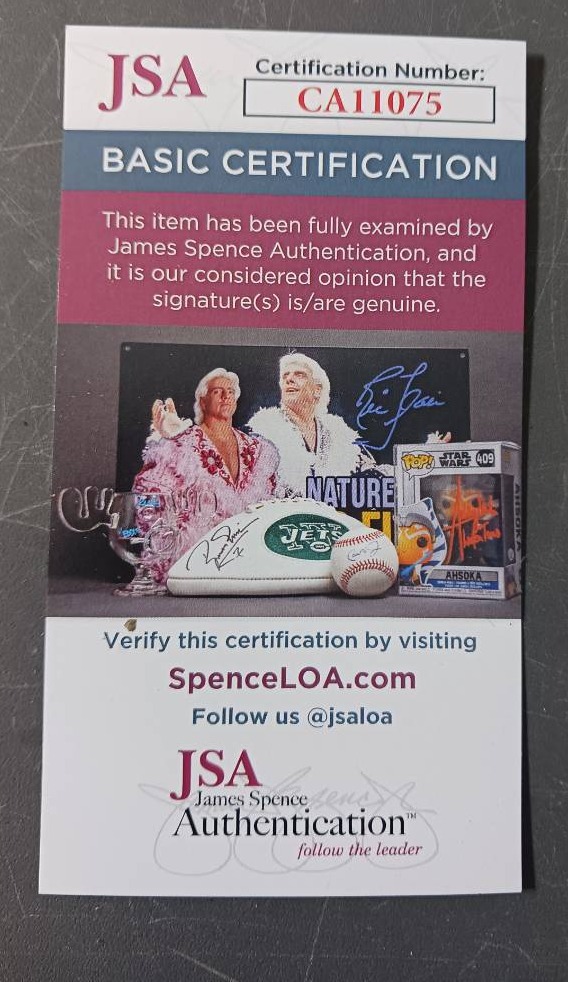 JSA
Certification Number:
CA11075
BASIC CERTIFICATION
This item has been fully examined by
James Spence Authentication, and
it is our considered opinion that the
signature(s) is/are genuine.
NATURE
JETS
POP! STAR WARS 409
AHSOKA
AHSOKA
Verify this certification by visiting
SpenceLOA.com
Follow us @jsaloa
JSA
James Spence
Authentication™
follow the leader